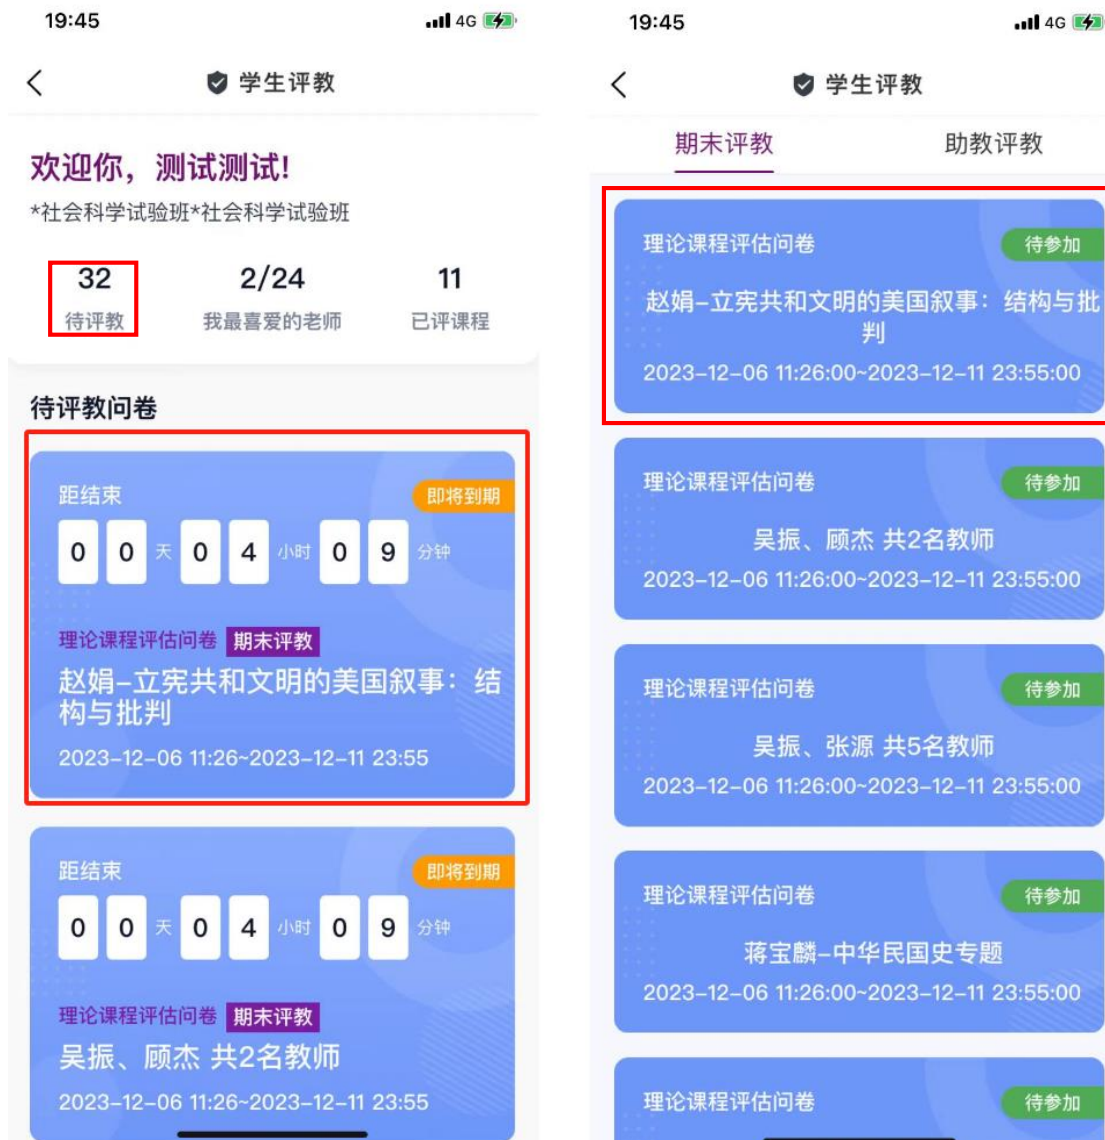 19:45
4G
学生评教
欢迎你，测试测试!
*社会科学试验班*社会科学试验班
32
2/24
11
待评教
我最喜爱的老师
已评课程
待评教问卷
距结束
即将到期
0 0 天 0 4 小时 0 9 分钟
理论课程评估问卷 期末评教
赵娟–立宪共和文明的美国叙事：结
构与批判
2023–12–06 11:26~2023–12–11 23:55
距结束
即将到期
0 0 天 0 4 小时 0 9 分钟
理论课程评估问卷 期末评教
吴振、顾杰 共2名教师
2023–12–06 11:26~2023–12–11 23:55
19:45
4G
学生评教
期末评教
助教评教
理论课程评估问卷
待参加
赵娟–立宪共和文明的美国叙事：结构与批
判
2023–12–06 11:26:00~2023–12–11 23:55:00
理论课程评估问卷
待参加
吴振、顾杰 共2名教师
2023–12–06 11:26:00~2023–12–11 23:55:00
理论课程评估问卷
待参加
吴振、张源 共5名教师
2023–12–06 11:26:00~2023–12–11 23:55:00
理论课程评估问卷
待参加
蒋宝麟–中华民国史专题
2023–12–06 11:26:00~2023–12–11 23:55:00
理论课程评估问卷
待参加